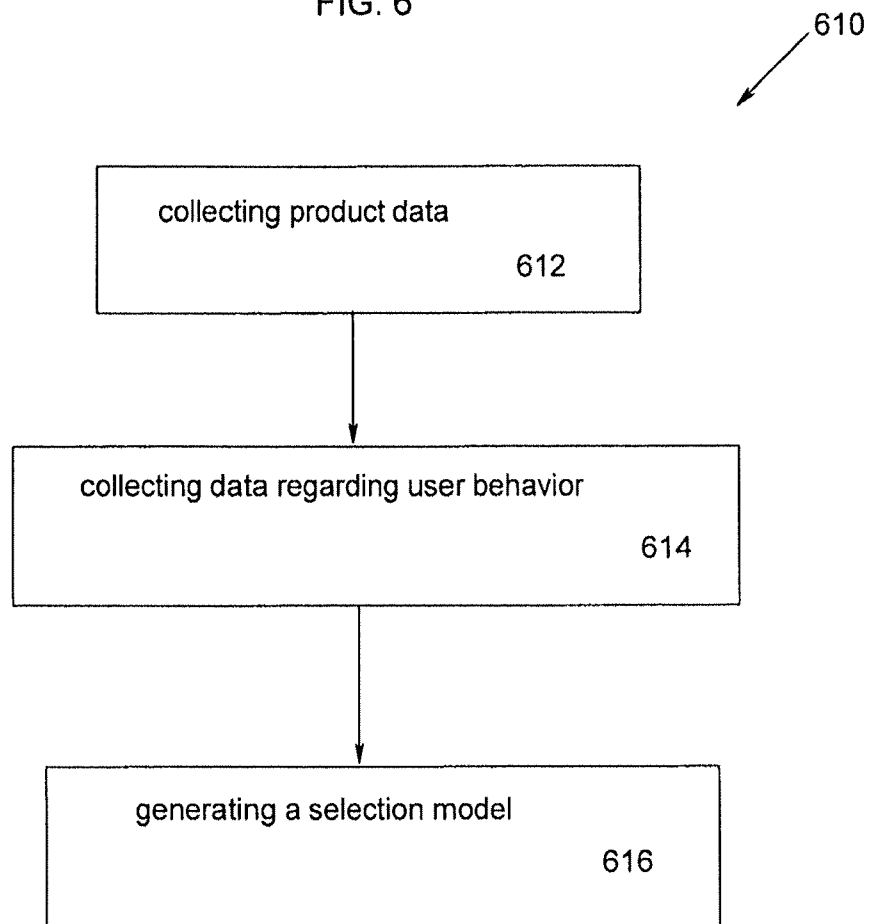 FIG. 6
610
collecting product data
612
collecting data regarding user behavior
614
generating a selection model
616